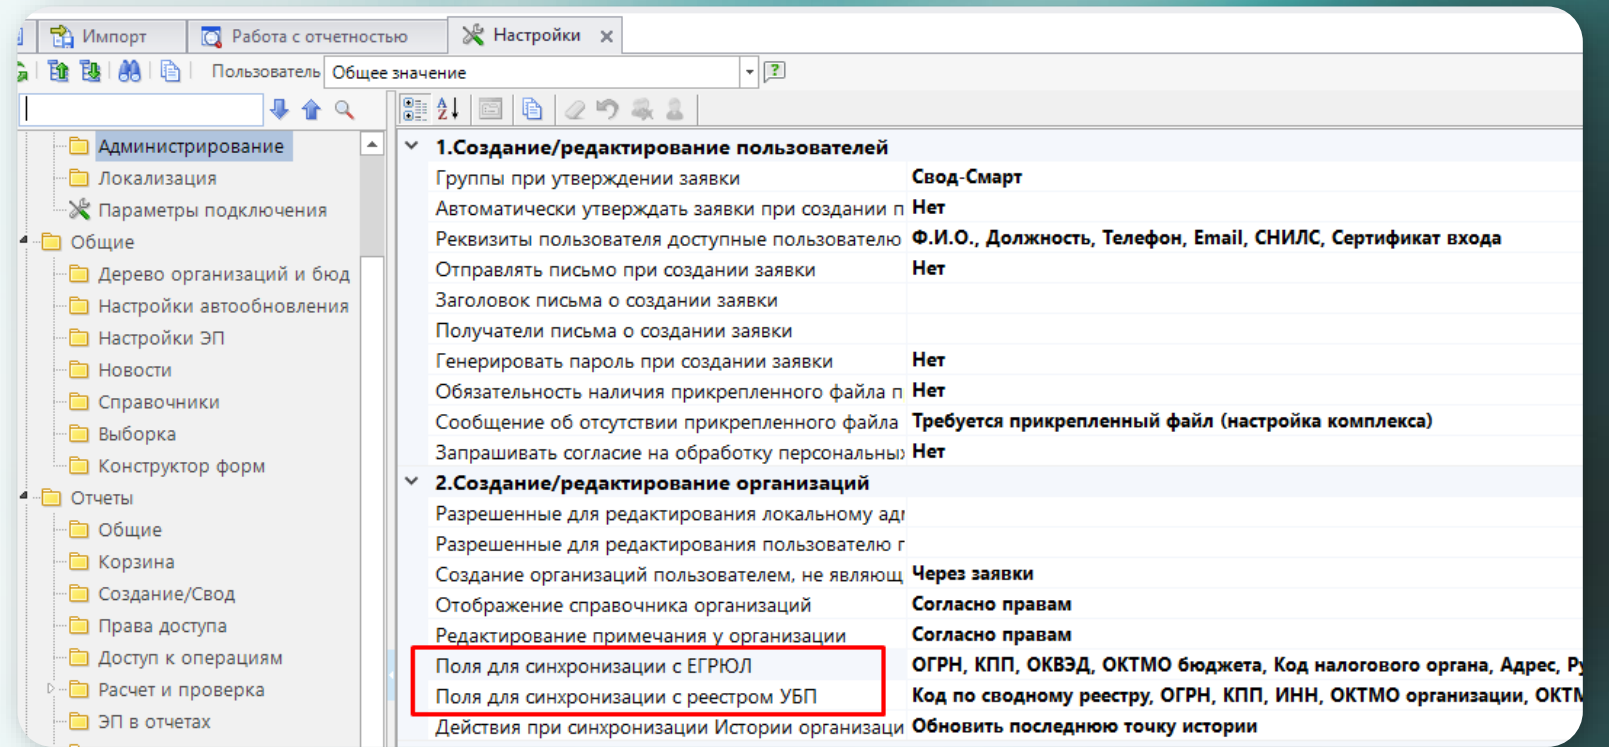 Импорт
Работа с отчетностью
Настройки
Пользователь Общее значение
Администрирование
Локализация
Параметры подключения
Общие
Дерево организаций и бюд
Настройки автообновления
Настройки ЭП
Новости
Справочники
Выборка
Конструктор форм
Отчеты
Общие
Корзина
Создание/Свод
Права доступа
Доступ к операциям
Расчет и проверка
ЭП в отчетах
1.Создание/редактирование пользователей
Группы при утверждении заявки Свод-Смарт
Автоматически утверждать заявки при создании п Нет
Реквизиты пользователя доступные пользователю Ф.И.О., Должность, Телефон, Email, СНИЛС, Сертификат входа
Отправлять письмо при создании заявки Нет
Заголовок письма о создании заявки
Получатели письма о создании заявки
Генерировать пароль при создании заявки Нет
Обязательность наличия прикрепленного файла п Нет
Сообщение об отсутствии прикрепленного файла Требуется прикрепленный файл (настройка комплекса)
Запрашивать согласие на обработку персональных Нет
2.Создание/редактирование организаций
Разрешенные для редактирования локальному ад
Разрешенные для редактирования пользователю
Создание организаций пользователем, не являющ Через заявки
Отображение справочника организаций Согласно правам
Редактирование примечания у организации Согласно правам
Поля для синхронизации с ЕГРЮЛ ОГРН, КПП, ОКВЭД, ОКТМО бюджета, Код налогового органа, Адрес, Ру
Поля для синхронизации с реестром УБП Код по сводному реестру, ОГРН, КПП, ИНН, ОКТМО организации, ОКТМ
Действия при синхронизации Истории организаци Обновить последнюю точку истории